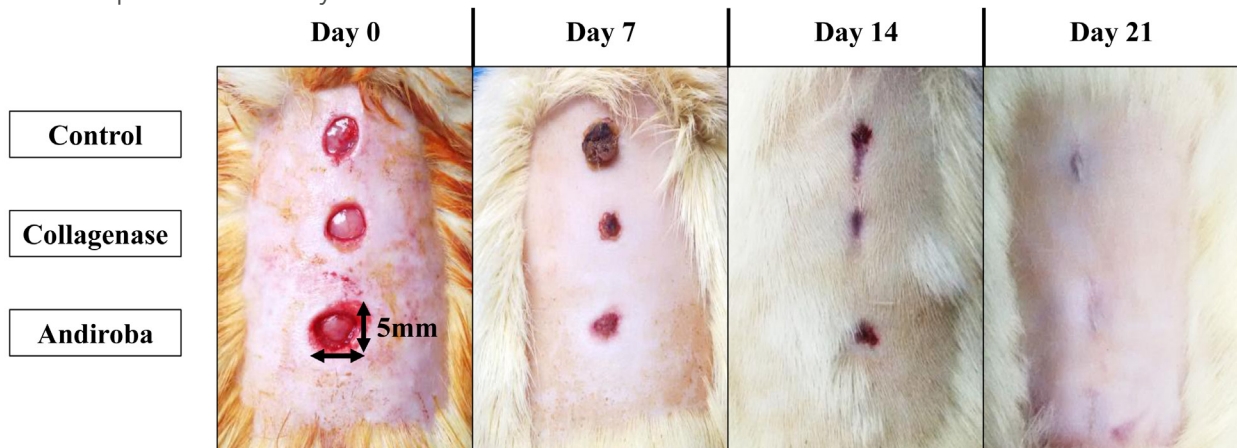 Day 0
Day 7
Day 14
Day 21
Control
Collagenase
Andiroba
5mm